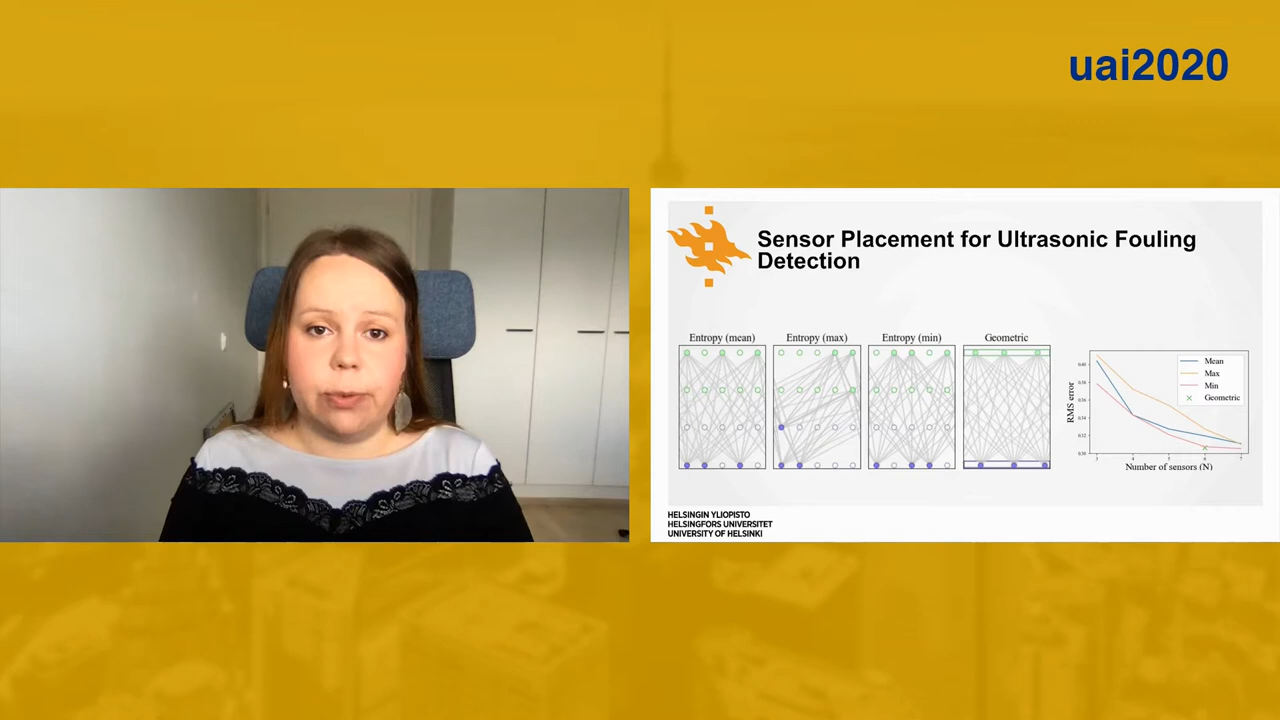 uai2020
Sensor Placement for Ultrasonic Fouling
Detection
Entropy (mean)
Entropy (max)
Entropy (min)
Geometric
RMS error
Mean
Max
Min
Geometric
Number of sensors (N)
HELSINGIN YLIOPISTO
HELSINGFORS UNIVERSITET
UNIVERSITY OF HELSINKI